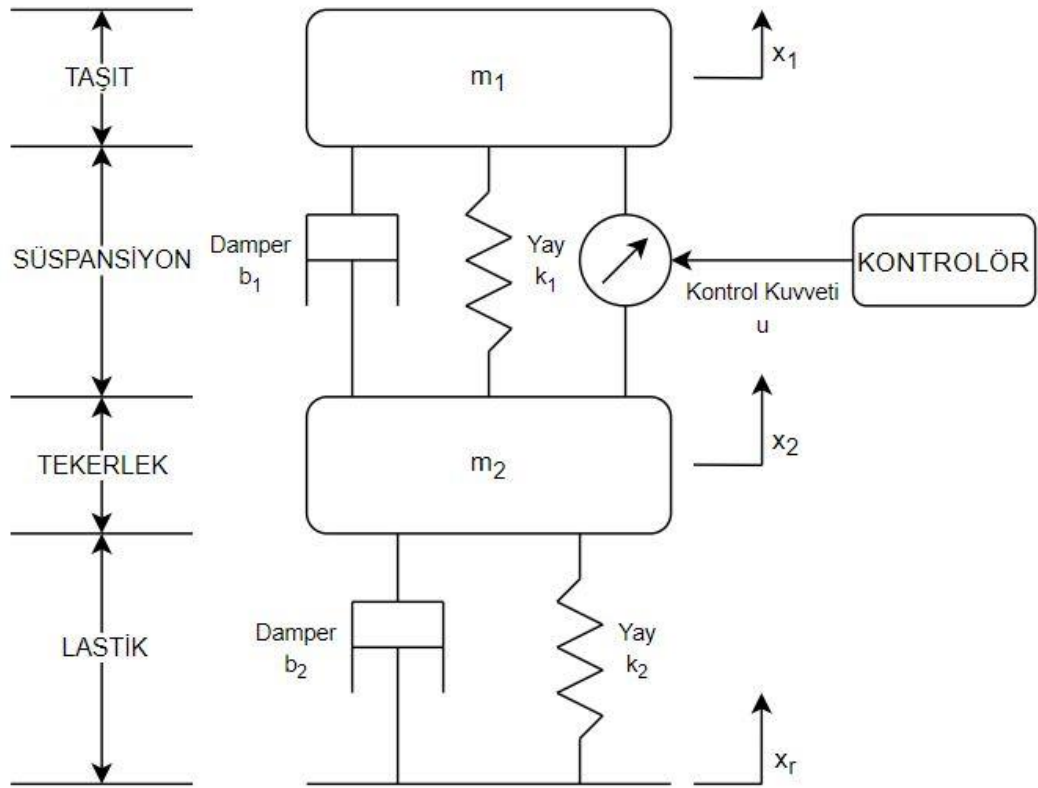 TAŞIT
m1
x1
SÜSPANSİYON
Damper
b1
Yay
k1
Kontrol Kuvveti
u
KONTROLÖR
TEKERLEK
m2
x2
LASTİK
Damper
b2
Yay
k2
xr